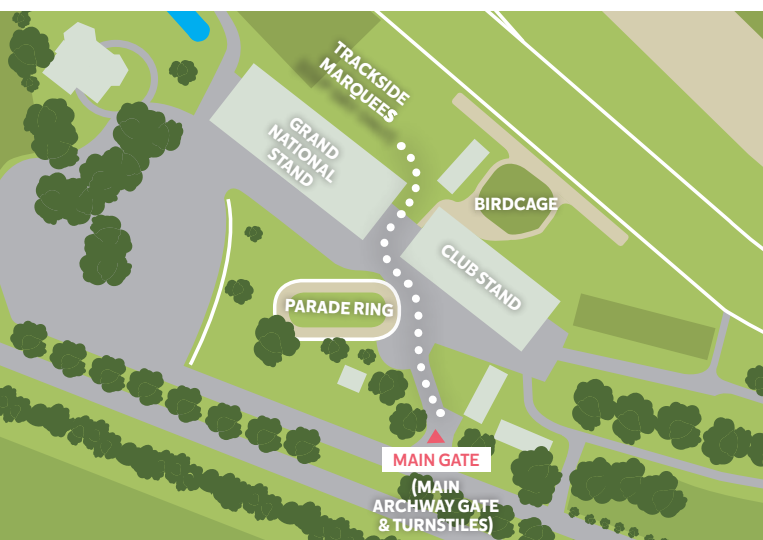 TRACKSIDE
MARQUEES
GRAND
NATIONAL
STAND
BIRDCAGE
CLUB STAND
PARADE RING
MAIN GATE
(MAIN
ARCHWAY GATE
& TURNSTILES)